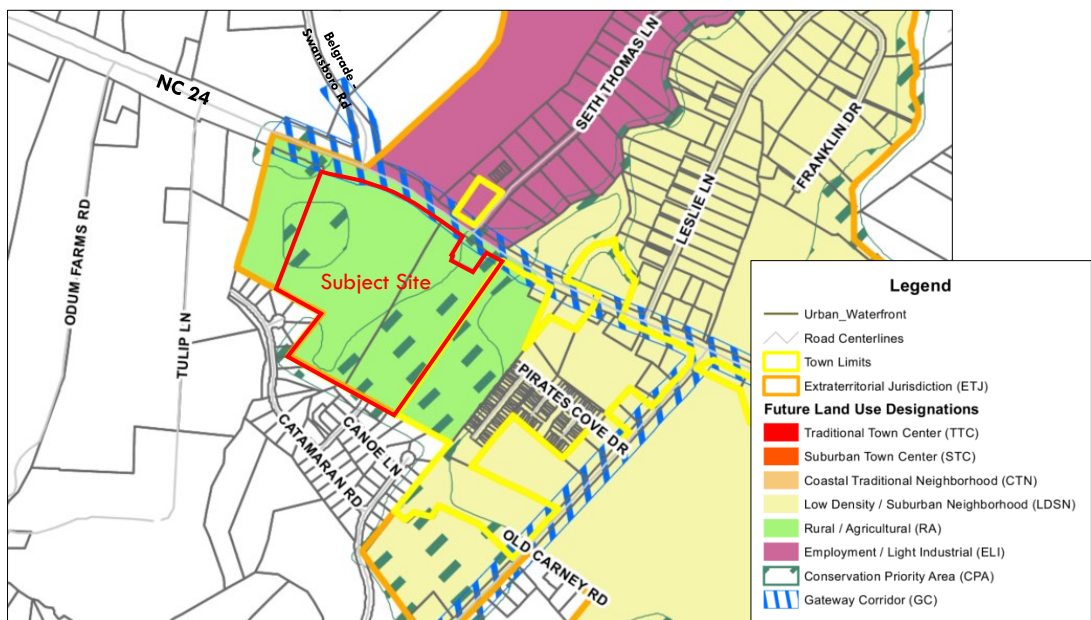 NC 24
Belgrade -
Swansboro Rd
SETH THOMAS LN
FRANKLIN DR
LESLIE LN
ODUM FARMS RD
TULIP LN
Subject Site
PIRATES COVE DR
CANOE LN
CATAMARAN RD
OLD CARNEY RD
Legend
Urban_Waterfront
Road Centerlines
Town Limits
Extraterritorial Jurisdiction (ETJ)
Future Land Use Designations
Traditional Town Center (TTC)
Suburban Town Center (STC)
Coastal Traditional Neighborhood (CTN)
Low Density / Suburban Neighborhood (LDSN)
Rural / Agricultural (RA)
Employment / Light Industrial (ELI)
Conservation Priority Area (CPA)
Gateway Corridor (GC)